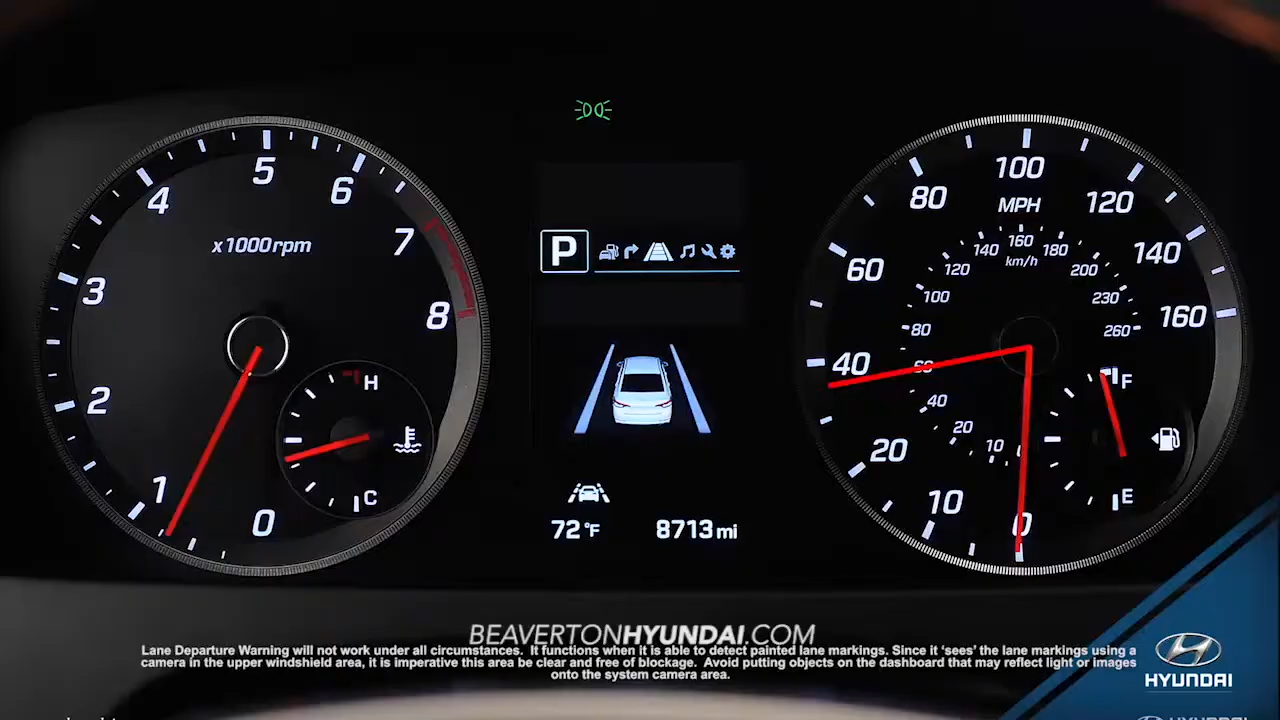 5
4
6
3
7
x1000rpm
8
2
H
1
C
0
P
72°F
8713 mi
100
80
MPH
120
60
140
40
160
20
10
0
160
140
180
km/h
120
200
100
230
80
260
60
40
20
10
0
F
E
BEAVERTONHYUNDAI.COM
Lane Departure Warning will not work under all circumstances. It functions when it is able to detect painted lane markings. Since it ‘sees’ the lane markings using a
camera in the upper windshield area, it is imperative this area be clear and free of blockage. Avoid putting objects on the dashboard that may reflect light or images
onto the system camera area.
HYUNDAI
HYUNDAI